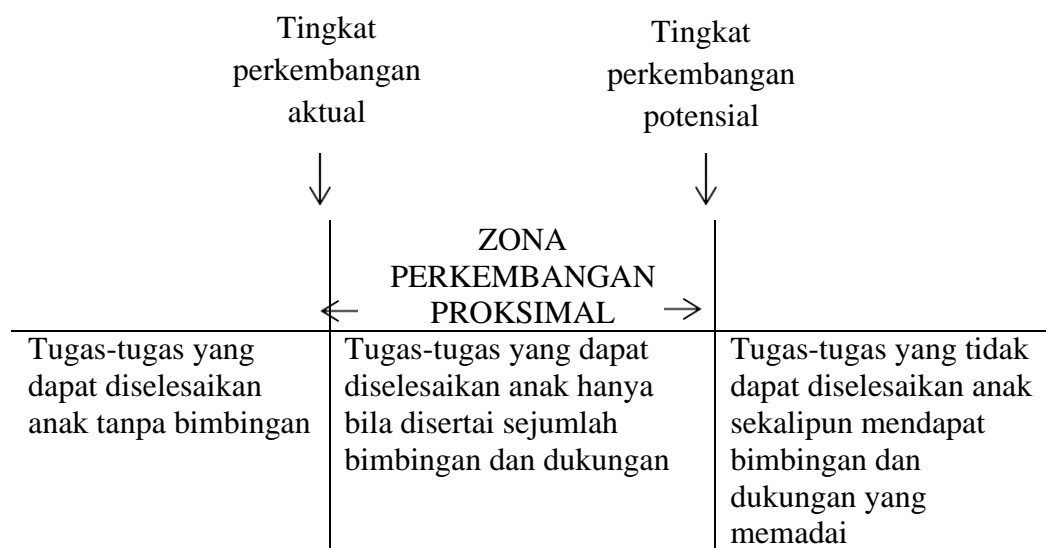 Tingkat
perkembangan
aktual
Tingkat
perkembangan
potensial
ZONA
PERKEMBANGAN
PROKSIMAL
Tugas-tugas yang
dapat diselesaikan
anak tanpa bimbingan
Tugas-tugas yang dapat
diselesaikan anak hanya
bila disertai sejumlah
bimbingan dan dukungan
Tugas-tugas yang tidak
dapat diselesaikan anak
sekalipun mendapat
bimbingan dan
dukungan yang
memadai